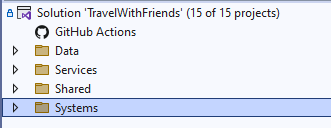 Solution 'TravelWithFriends' (15 of 15 projects)
GitHub Actions
Data
Services
Shared
Systems